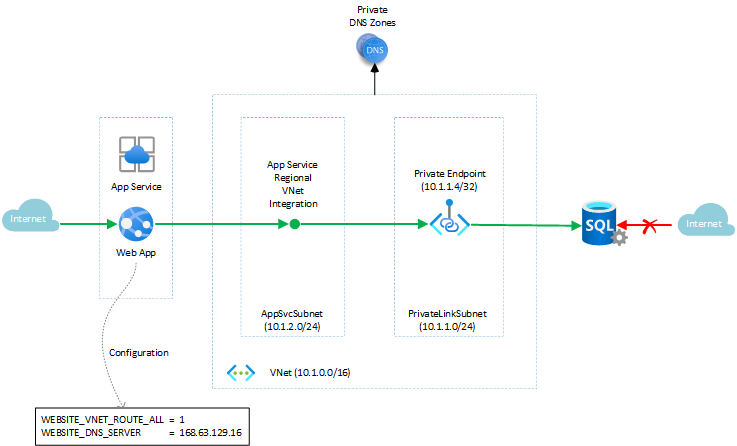 Private
DNS Zones
DNS
App Service
Internet
Web App
App Service
Regional
VNet
Integration
Private Endpoint
(10.1.1.4/32)
SQL
Internet
AppSvcSubnet
(10.1.2.0/24)
PrivateLinkSubnet
(10.1.1.0/24)
VNet (10.1.0.0/16)
Configuration
WEBSITE_VNET_ROUTE_ALL = 1
WEBSITE_DNS_SERVER = 168.63.129.16